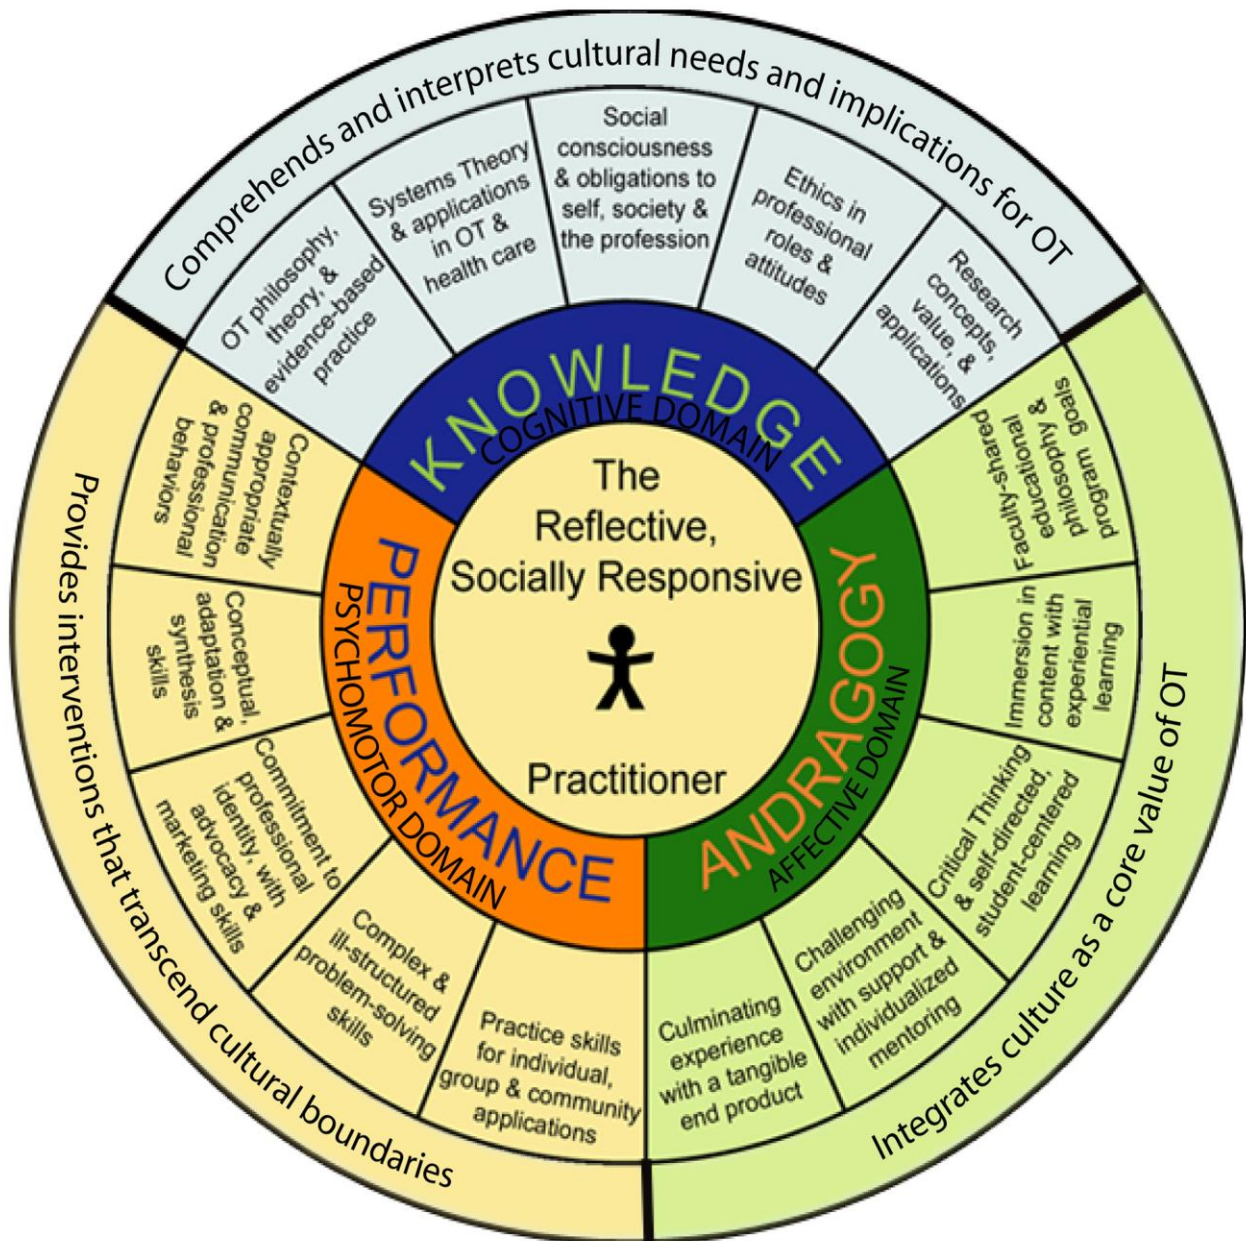 Comprehends and interprets cultural needs and implications for OT
OT philosophy,
theory, &
evidence-based
practice
Systems Theory
& applications
in OT &
health care
Social
consciousness
& obligations to
self, society &
the profession
Ethics in
professional
roles &
attitudes
Research
concepts,
value, &
applications
KNOWLEDGE
COGNITIVE DOMAIN
Integrates culture as a core value of OT
Faculty-shared
educational
philosophy &
program goals
Immersion in
content with
experiential
learning
Critical Thinking
& self-directed,
student-centered
learning
Challenging
environment
with support &
individualized
mentoring
Culminating
experience
with a tangible
end product
ANDRAGOGY
AFFECTIVE DOMAIN
Provides interventions that transcend cultural boundaries
Contextually
appropriate
communication
& professional
behaviors
Conceptual,
adaptation &
synthesis
skills
Commitment to
professional
identity, with
advocacy &
marketing skills
Complex &
ill-structured
problem-solving
skills
Practice skills
for individual,
group & community
applications
PERFORMANCE
PSYCHOMOTOR DOMAIN
The
Reflective,
Socially Responsive
Practitioner